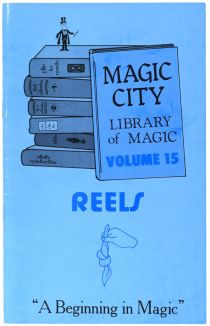 MAGIC
CITY
LIBRARY
of MAGIC
VOLUME 15
REELS
"A Beginning in Magic"